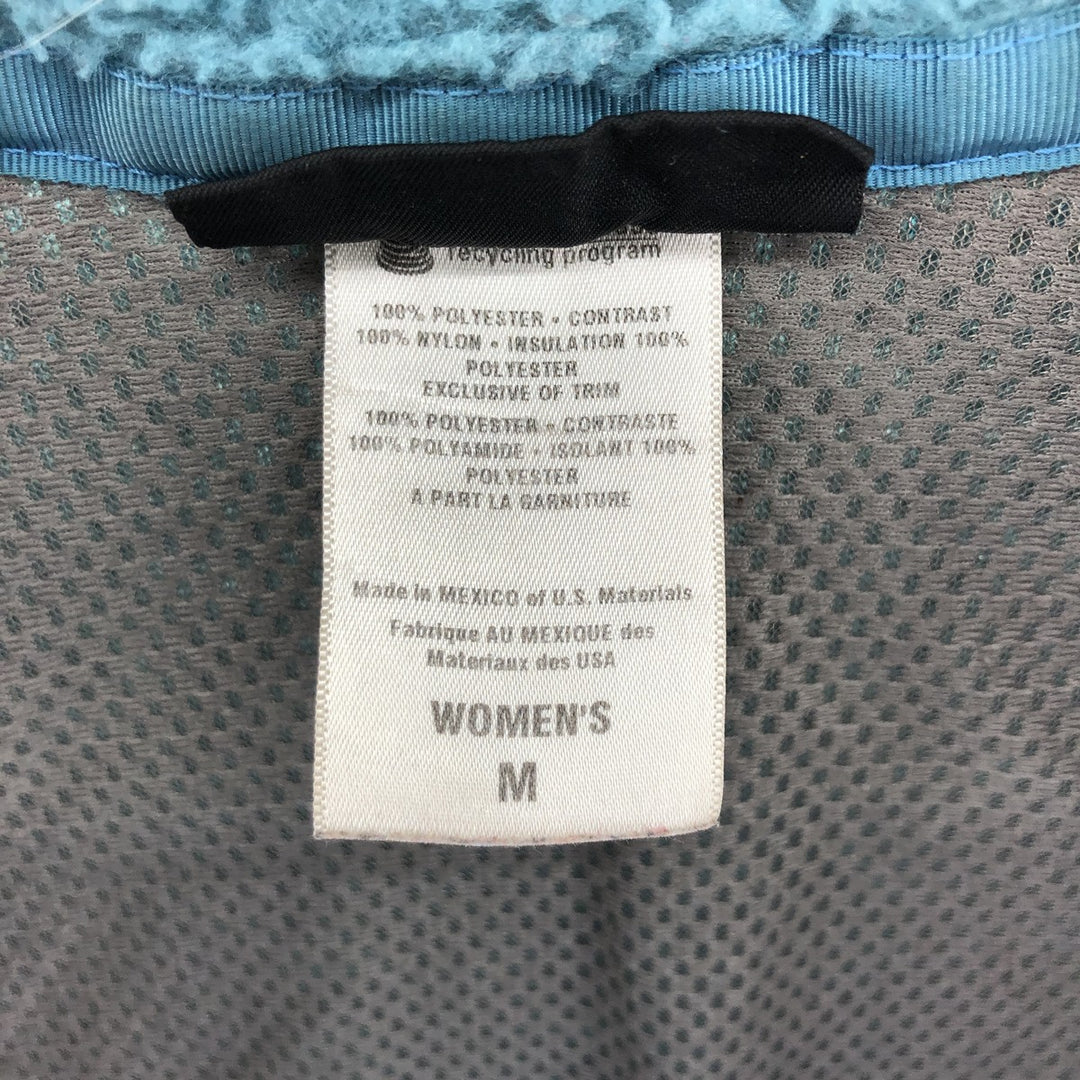 recycling program
100% POLYESTER • CONTRAST
100% NYLON • INSULATION 100%
POLYESTER
EXCLUSIVE OF TRIM
100% POLYESTER • CONTRASTE
100% POLYAMIDE • ISOLANT 100%
POLYESTER
A PART LA GARNITURE
Made in MEXICO of U.S. Materials
Fabrique AU MEXIQUE des
Materiaux des USA
WOMEN'S
M